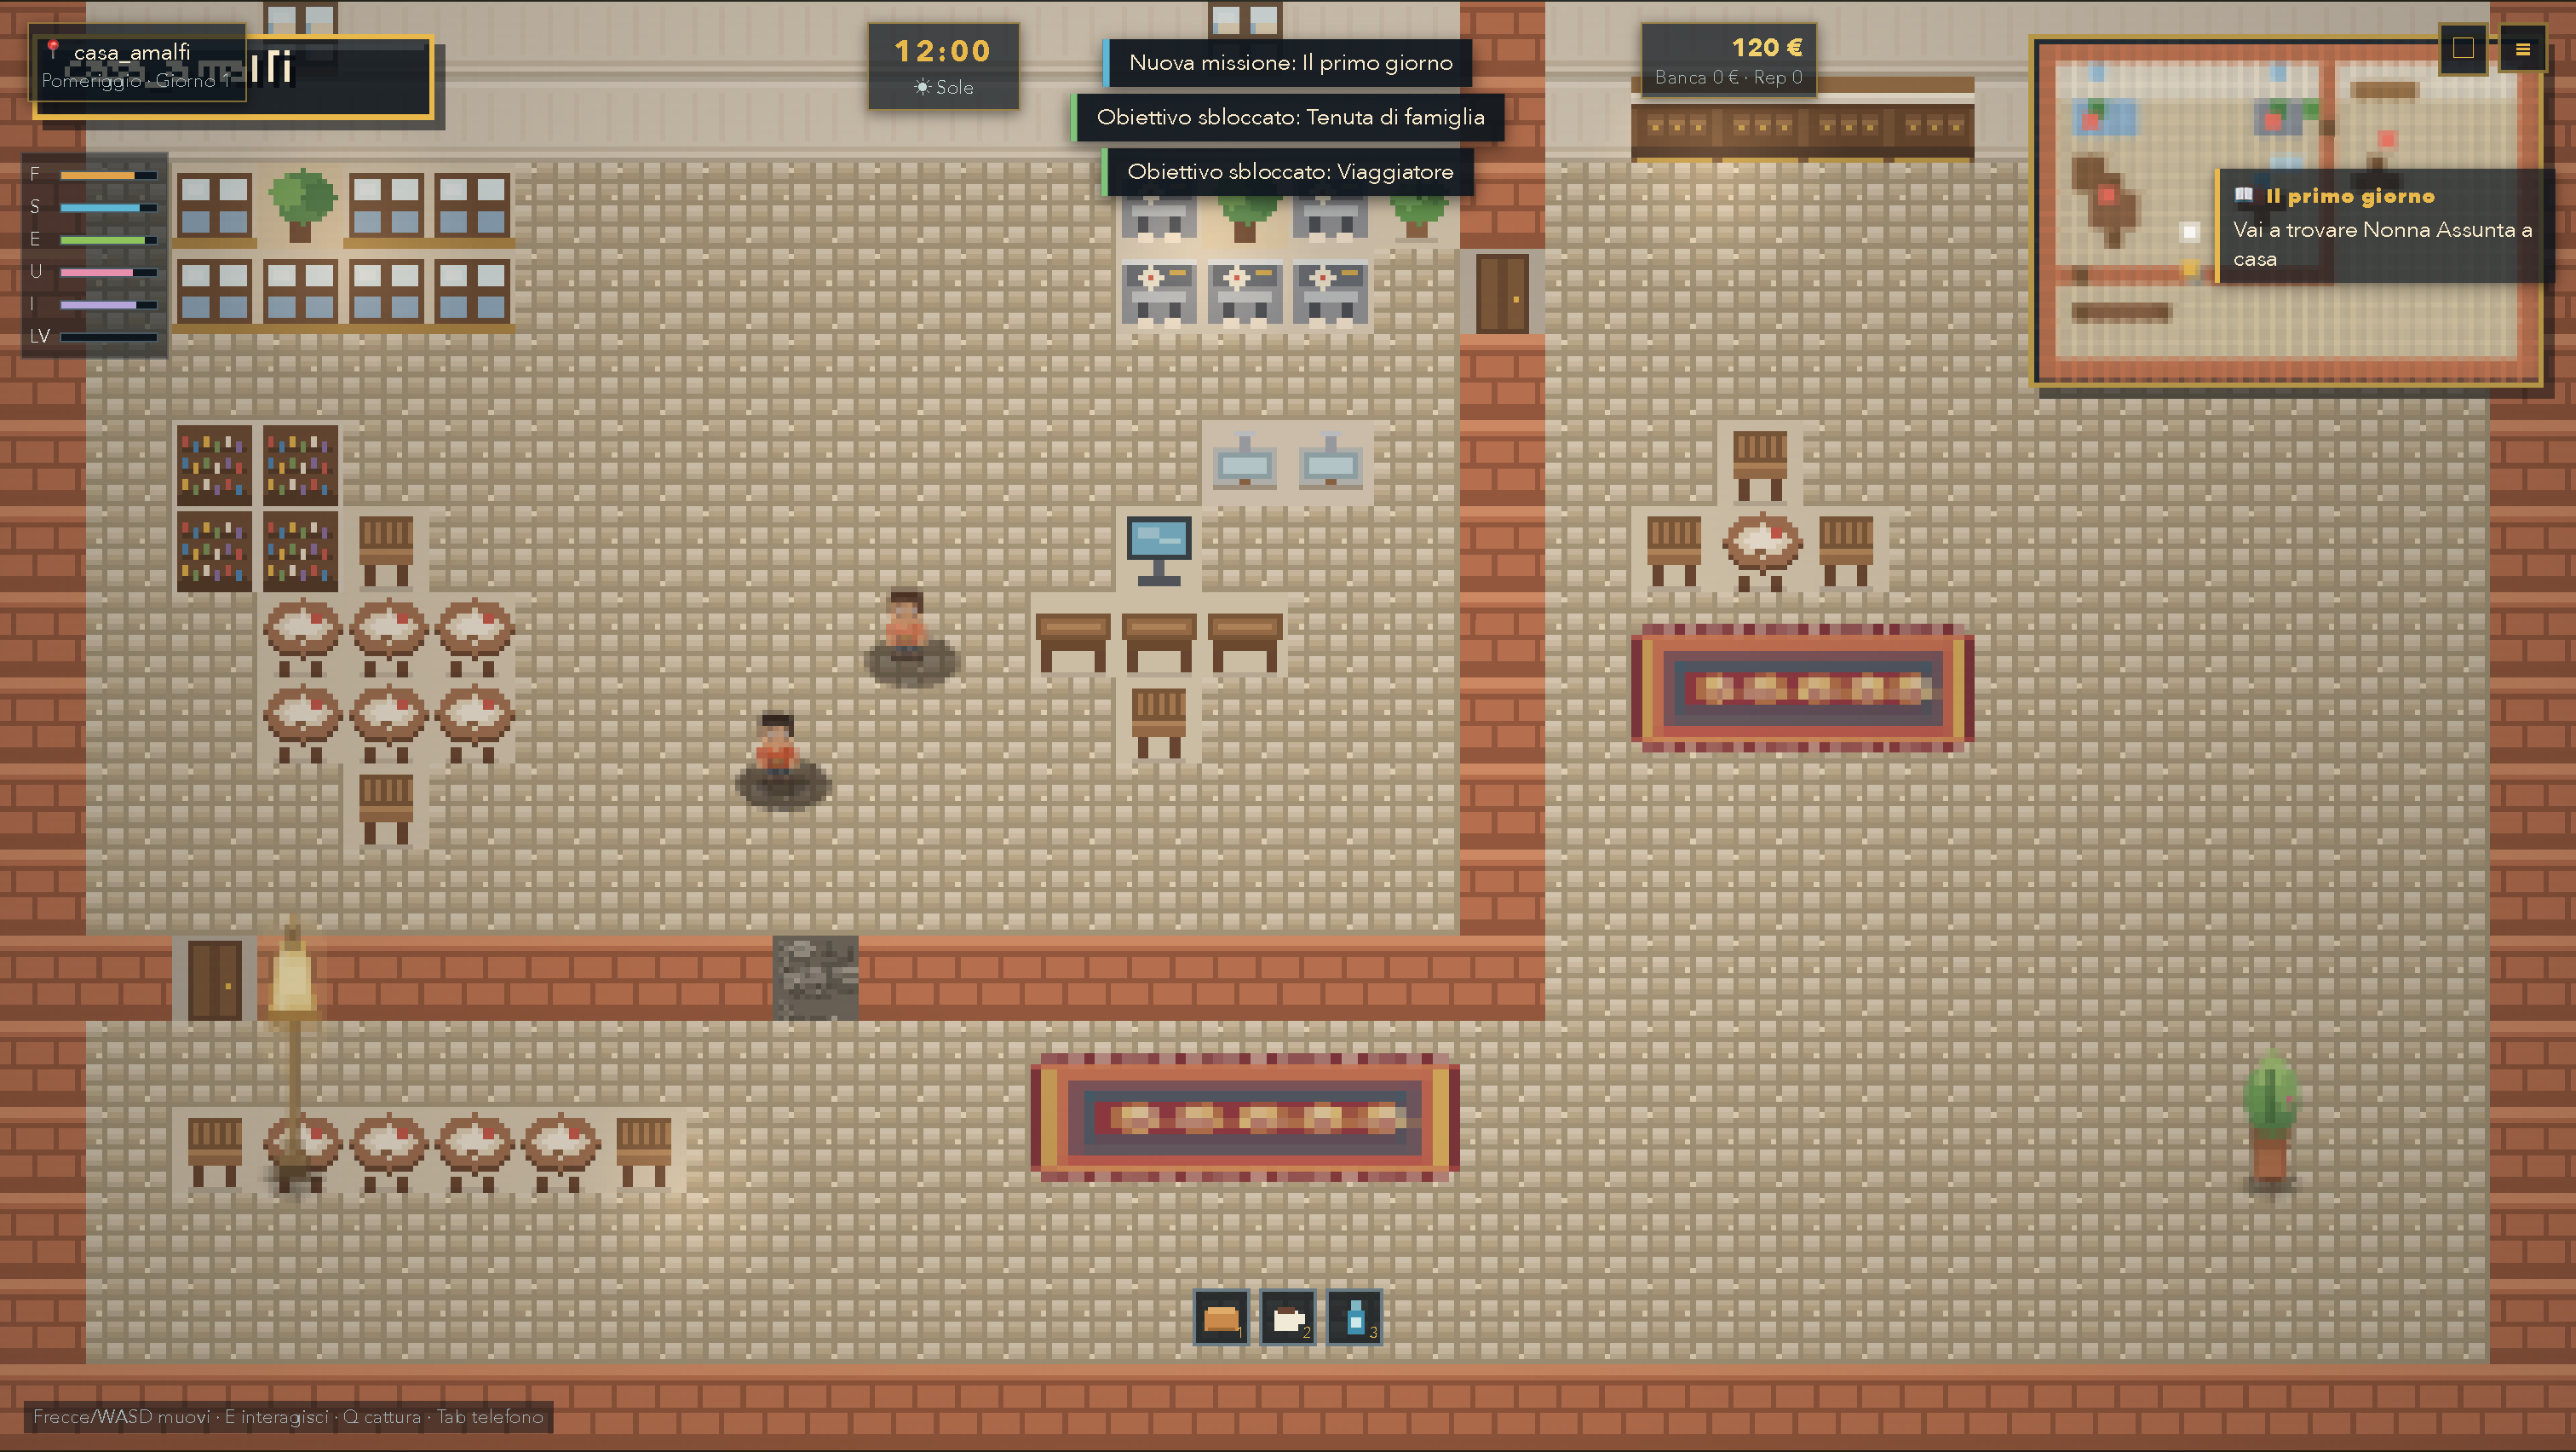 casa_amalfi
Pomeriggio · Giorno 1
12:00
☀ Sole
Nuova missione: Il primo giorno
Obiettivo sbloccato: Tenuta di famiglia
Obiettivo sbloccato: Viaggiatore
120 €
Banca 0 € · Rep 0
Il primo giorno
Vai a trovare Nonna Assunta a
casa
F
S
E
U
I
LV
1
2
3
Frecce/WASD muovi · E interagisci · Q cattura · Tab telefono